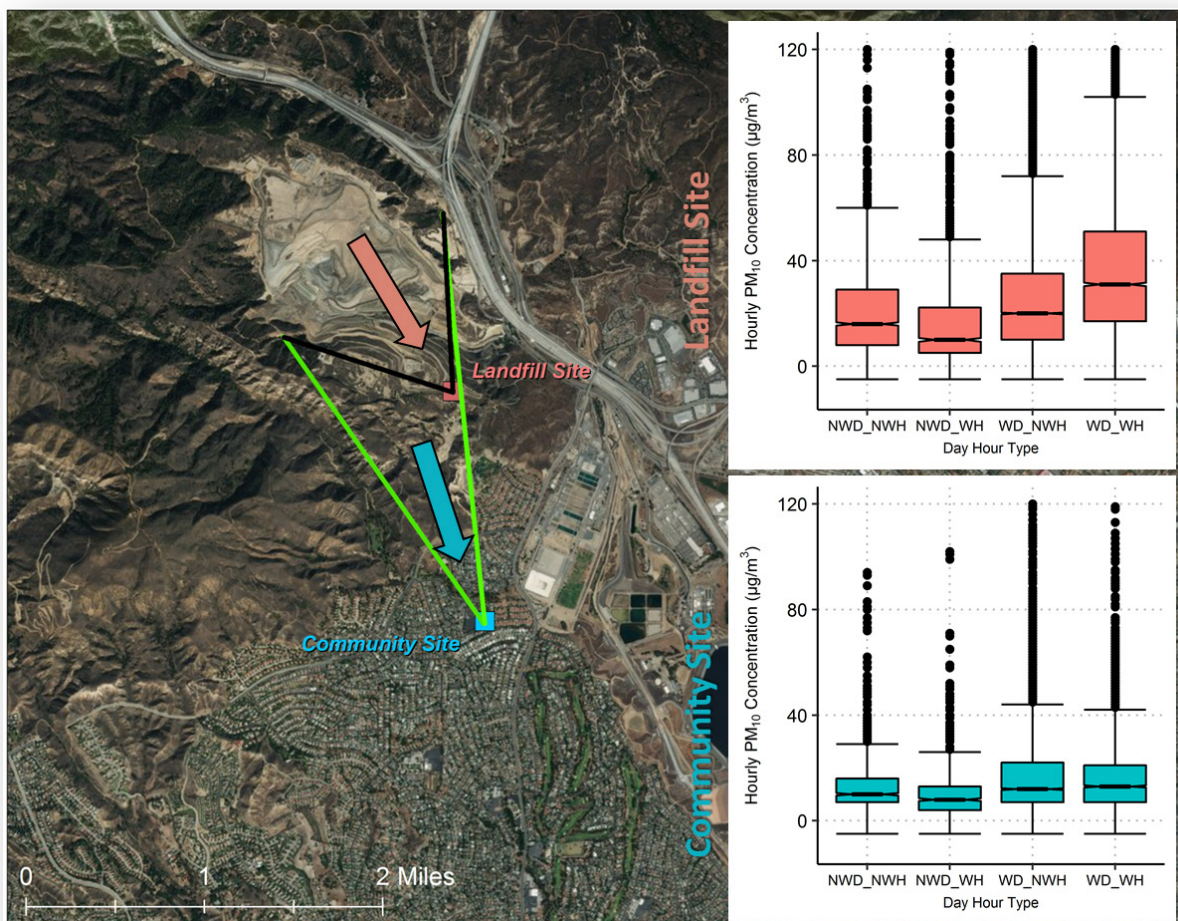 Landfill Site
Community Site
0 1 2 Miles
Landfill Site
Hourly PM₁₀ Concentration (µg/m³)
120
80
40
0
NWD_NWH NWD_WH WD_NWH WD_WH
Day Hour Type
Community Site
Hourly PM₁₀ Concentration (µg/m³)
120
80
40
0
NWD_NWH NWD_WH WD_NWH WD_WH
Day Hour Type